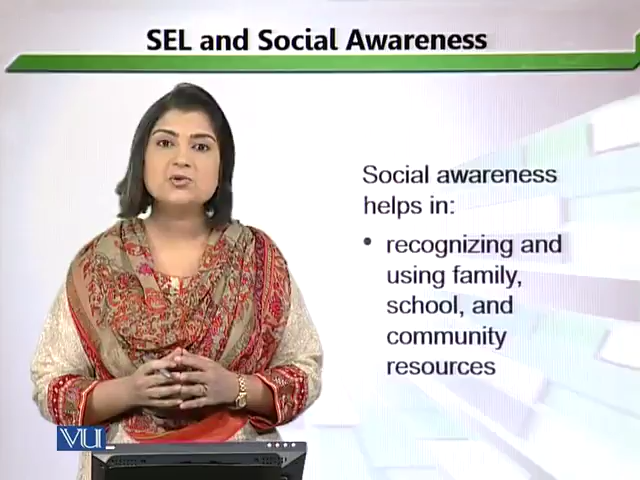 SEL and Social Awareness
Social awareness
helps in:
• recognizing and
using family,
school, and
community
resources
VU